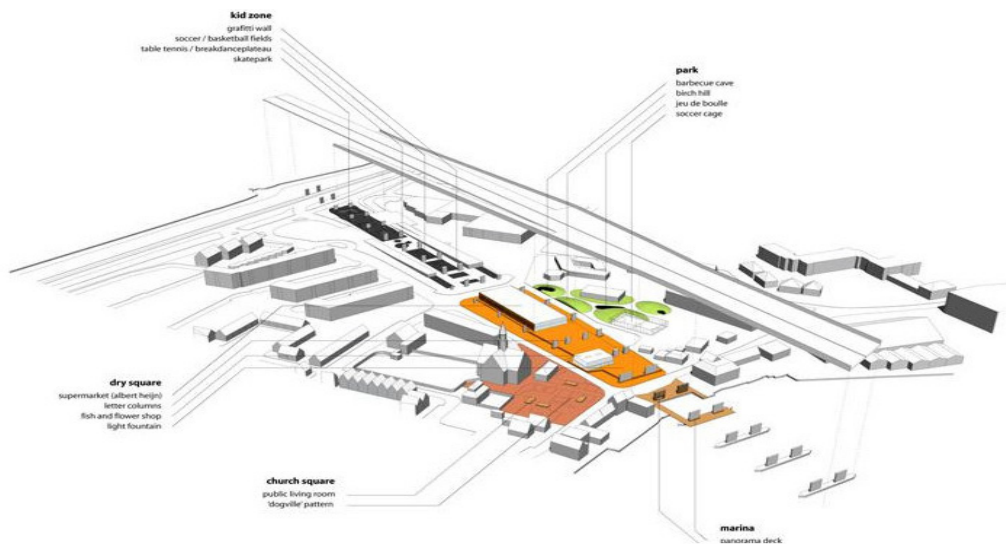 kid zone
grafitti wall
soccer / basketball fields
table tennis / breakdanceplateau
skatepark
park
barbecue cave
birch hill
jeu de boulle
soccer cage
dry square
supermarket (albert heijn)
letter columns
fish and flower shop
light fountain
church square
public living room
'dogville' pattern
marina
panorama deck